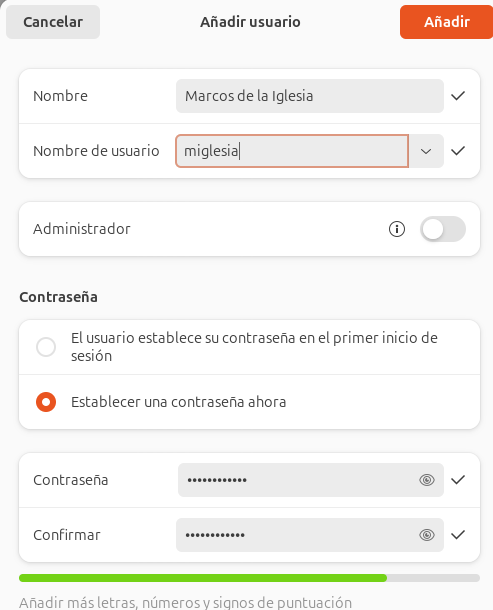 Cancelar
Añadir usuario
Añadir
Nombre
Marcos de la Iglesia
Nombre de usuario
miglesia
Administrador
Contraseña
El usuario establece su contraseña en el primer inicio de
sesión
Establecer una contraseña ahora
Contraseña
••••••••••••
Confirmar
••••••••••••
Añadir más letras, números y signos de puntuación